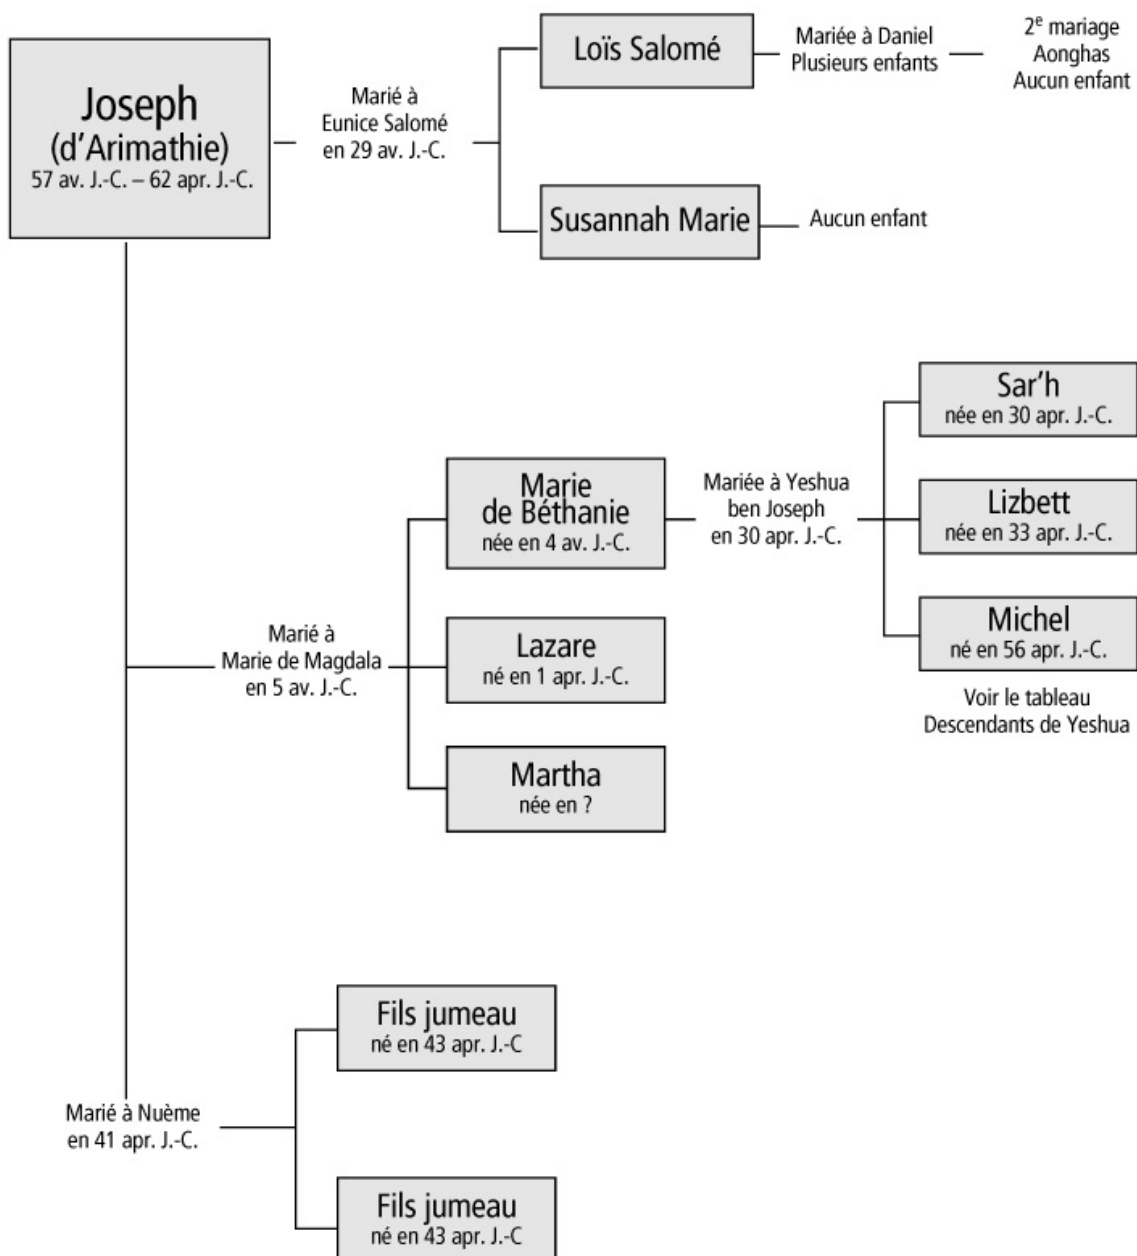 Joseph
(d'Arimathie)
57 av. J.-C. – 62 apr. J.-C.
Marié à
Eunice Salomé
en 29 av. J.-C.
Loïs Salomé
Mariée à Daniel
Plusieurs enfants
2e mariage
Aonghas
Aucun enfant
Susannah Marie
Aucun enfant
Marié à
Marie de Magdala
en 5 av. J.-C.
Marie
de Béthanie
née en 4 av. J.-C.
Mariée à Yeshua
ben Joseph
en 30 apr. J.-C.
Sar'h
née en 30 apr. J.-C.
Lizbett
née en 33 apr. J.-C.
Michel
né en 56 apr. J.-C.
Voir le tableau
Descendants de Yeshua
Lazare
né en 1 apr. J.-C.
Martha
née en ?
Marié à Nuème
en 41 apr. J.-C.
Fils jumeau
né en 43 apr. J.-C
Fils jumeau
né en 43 apr. J.-C